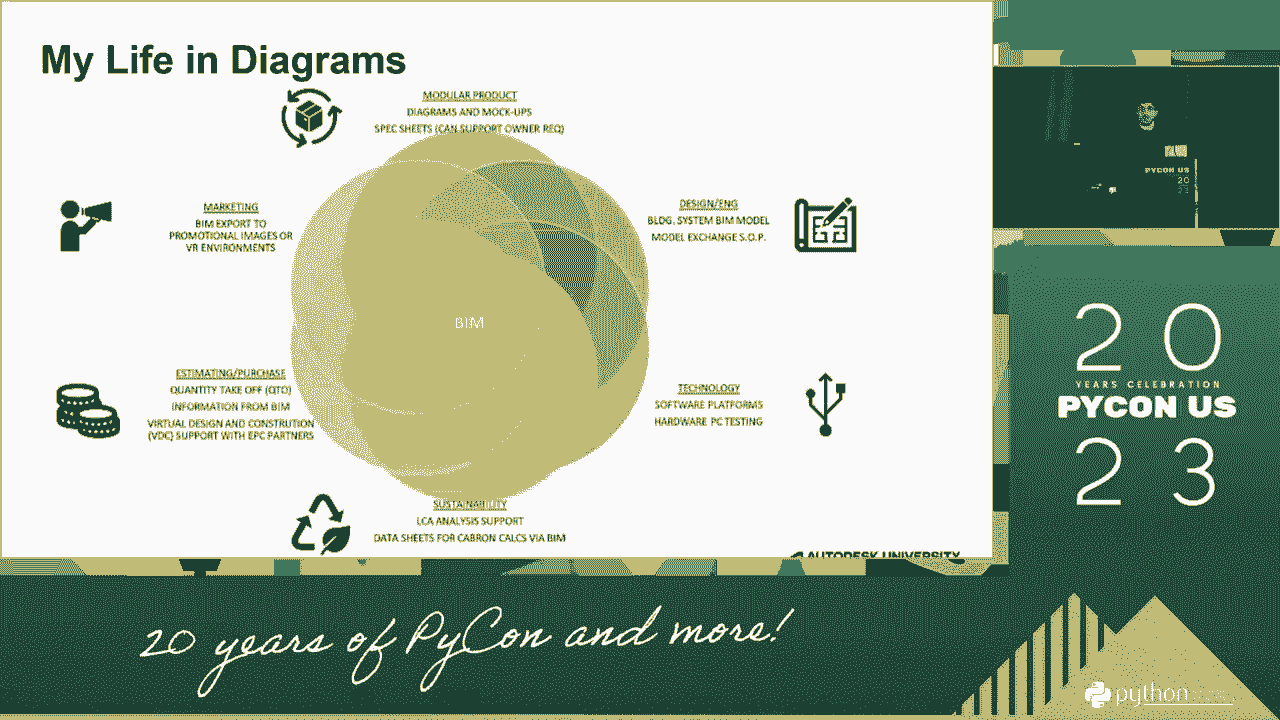 My Life in Diagrams
MODULAR PRODUCT
DIAGRAMS AND MOCK-UPS
SPEC SHEETS (CAN SUPPORT OWNER REQ)
MARKETING
BIM EXPORT TO
PROMOTIONAL IMAGES OR
VR ENVIRONMENTS
DESIGN/ENG
BLDG. SYSTEM BIM MODEL
MODEL EXCHANGE S.O.P.
BIM
ESTIMATING/PURCHASE
QUANTITY TAKE OFF (QTO)
INFORMATION FROM BIM
VIRTUAL DESIGN AND CONSTRUTION
(VDC) SUPPORT WITH EPC PARTNERS
TECHNOLOGY
SOFTWARE PLATFORMS
HARDWARE PC TESTING
SUSTAINABILITY
LCA ANALYSIS SUPPORT
DATA SHEETS FOR CABRON CALCS VIA BIM
AUTODESK UNIVERSITY
PYCON US
20
20
YEARS CELEBRATION
PYCON US
23
20 years of PyCon and more!
python